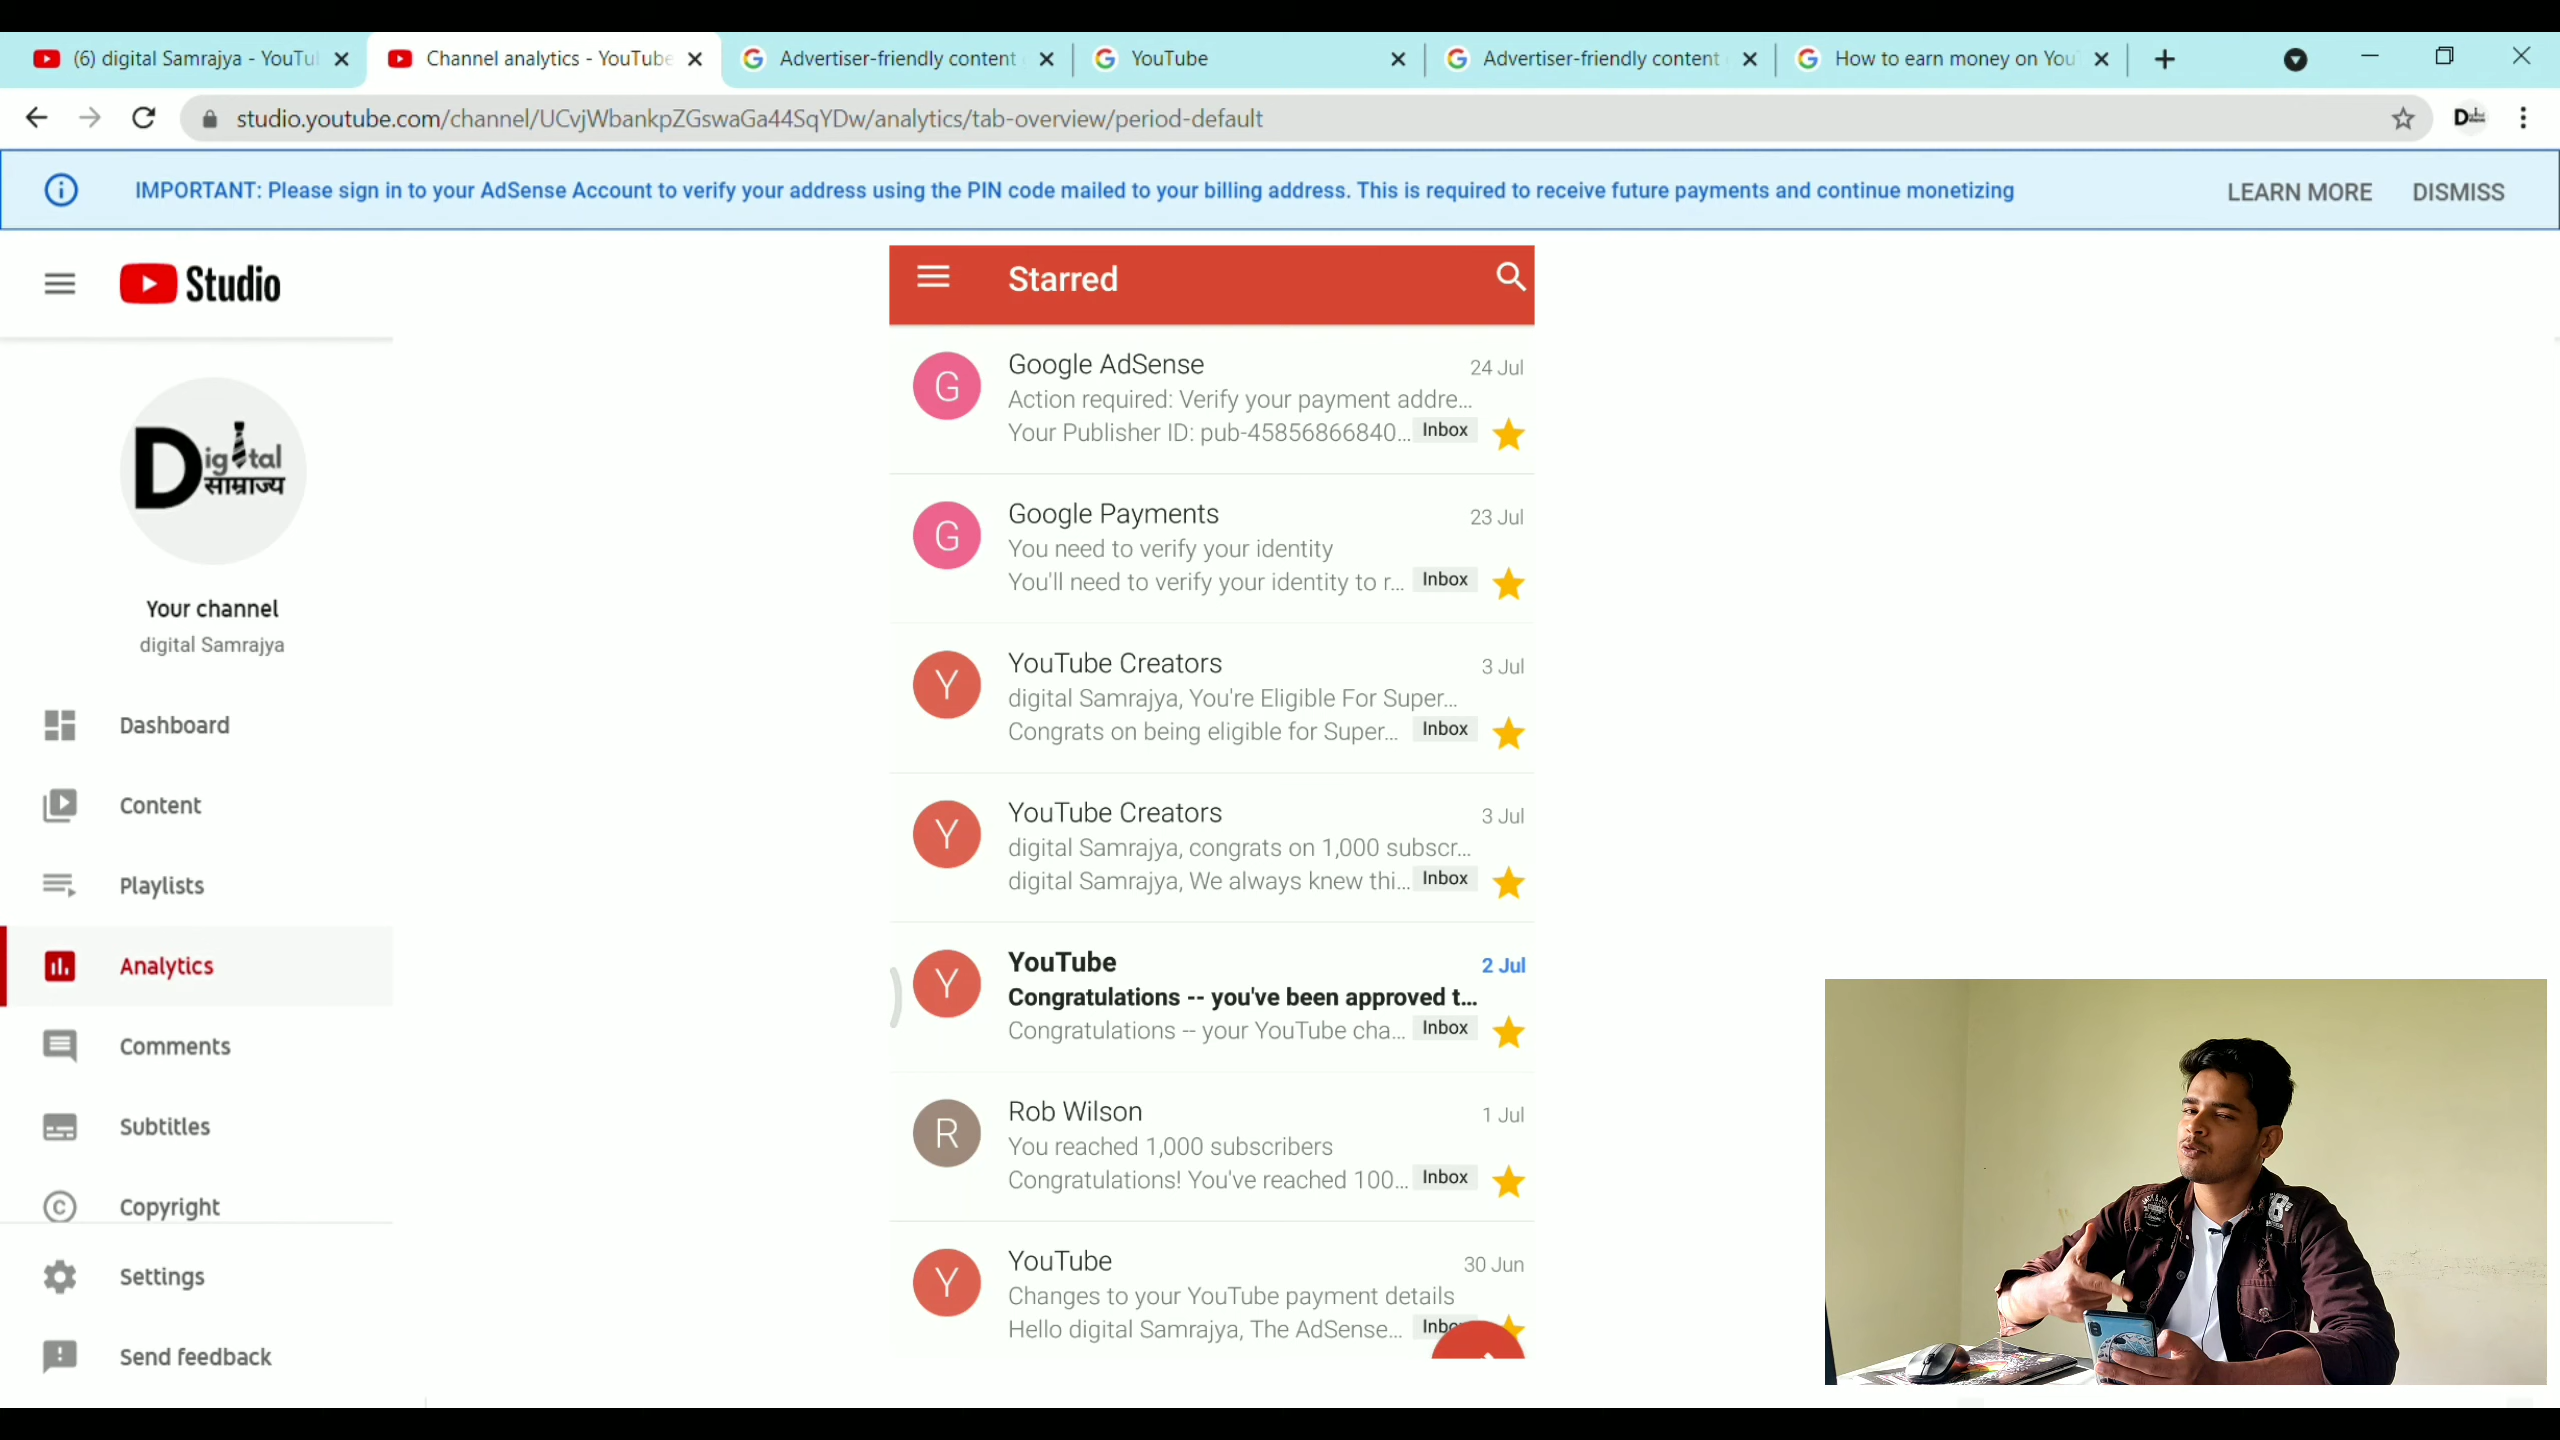 (6) digital Samrajya - YouTu
Channel analytics - YouTube
Advertiser-friendly content
YouTube
Advertiser-friendly content
How to earn money on You
studio.youtube.com/channel/UCvjWbankpZGswaGa44SqYDw/analytics/tab-overview/period-default
IMPORTANT: Please sign in to your AdSense Account to verify your address using the PIN code mailed to your billing address. This is required to receive future payments and continue monetizing
LEARN MORE
DISMISS
Studio
Digital
साम्राज्य
Your channel
digital Samrajya
Dashboard
Content
Playlists
Analytics
Comments
Subtitles
Copyright
Settings
Send feedback
Starred
G
Google AdSense
24 Jul
Action required: Verify your payment addre...
Your Publisher ID: pub-45856866840...
Inbox
G
Google Payments
23 Jul
You need to verify your identity
You'll need to verify your identity to r...
Inbox
Y
YouTube Creators
3 Jul
digital Samrajya, You're Eligible For Super...
Congrats on being eligible for Super...
Inbox
Y
YouTube Creators
3 Jul
digital Samrajya, congrats on 1,000 subscr...
digital Samrajya, We always knew thi...
Inbox
Y
YouTube
2 Jul
Congratulations -- you've been approved t...
Congratulations -- your YouTube cha...
Inbox
R
Rob Wilson
1 Jul
You reached 1,000 subscribers
Congratulations! You've reached 100...
Inbox
Y
YouTube
30 Jun
Changes to your YouTube payment details
Hello digital Samrajya, The AdSense...